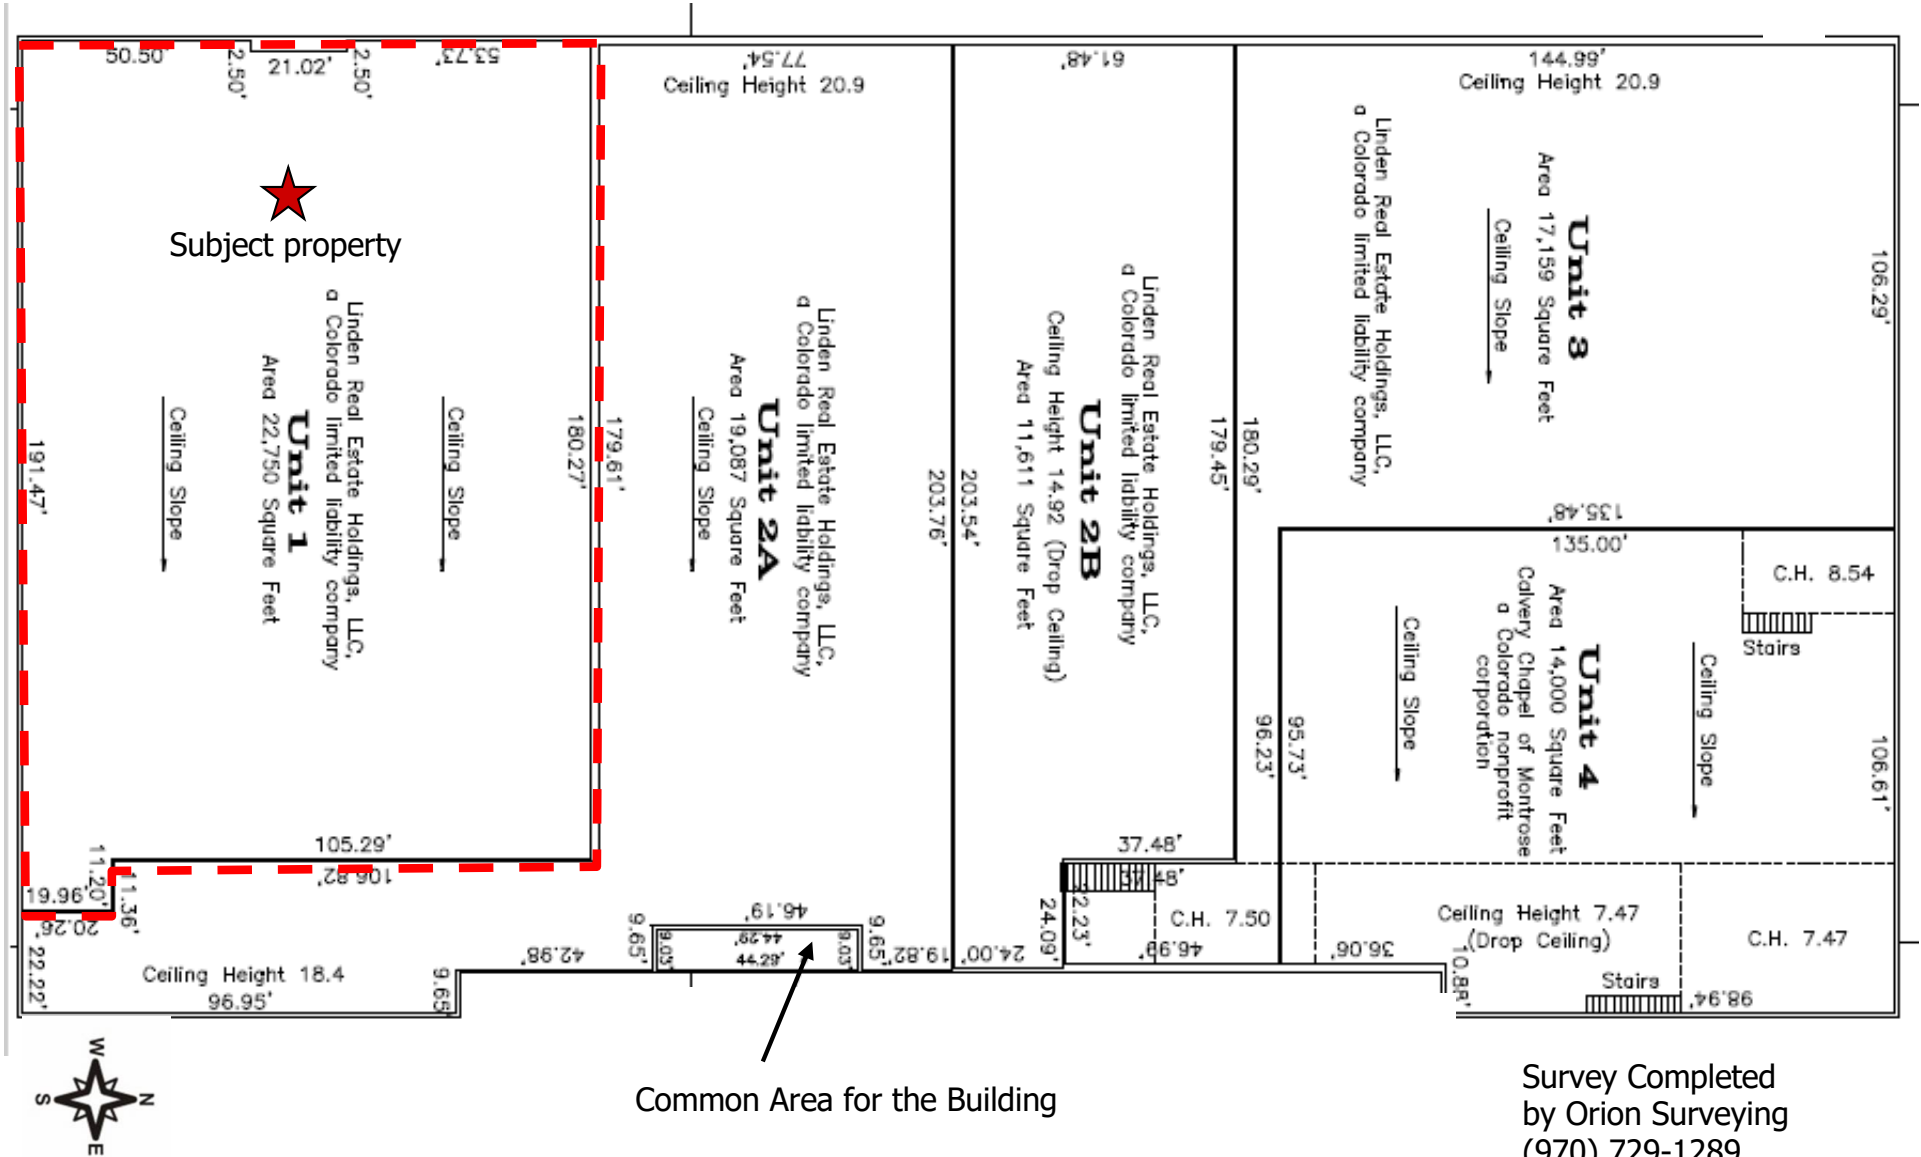 50.50'
2.50'
21.02'
2.50'
53.73'
Subject property
Linden Real Estate Holdings, LLC,
a Colorado limited liability company
Unit 1
Area 22,750 Square Feet
Ceiling Slope
Ceiling Slope
191.47'
180.27'
105.29'
11.20'
19.96'
77.54'
Ceiling Height 20.9
179.61'
Linden Real Estate Holdings, LLC,
a Colorado limited liability company
Unit 2A
Area 19,087 Square Feet
Ceiling Slope
203.76'
106.82'
11.36'
20.26'
22.22'
Ceiling Height 18.4
96.95'
9.65'
42.98'
9.65'
46.19'
44.29'
9.03'
9.03'
44.29'
9.65'
19.82'
61.48'
Linden Real Estate Holdings, LLC,
a Colorado limited liability company
Unit 2B
Ceiling Height 14.92 (Drop Ceiling)
Area 11,611 Square Feet
203.54'
179.45'
37.48'
24.09'
24.00'
144.99'
Ceiling Height 20.9
Linden Real Estate Holdings, LLC,
a Colorado limited liability company
Unit 3
Area 17,159 Square Feet
Ceiling Slope
106.29'
180.29'
135.48'
96.23'
37.48'
22.23'
C.H. 7.50
46.99'
135.00'
C.H. 8.54
Stairs
Unit 4
Area 14,000 Square Feet
Calvery Chapel of Montrose
a Colorado nonprofit
corporation
Ceiling Slope
Ceiling Slope
95.73'
106.61'
Ceiling Height 7.47
(Drop Ceiling)
C.H. 7.47
36.06'
Stairs
98.94'
W
S
N
E
Common Area for the Building
Survey Completed
by Orion Surveying
(970) 729-1289